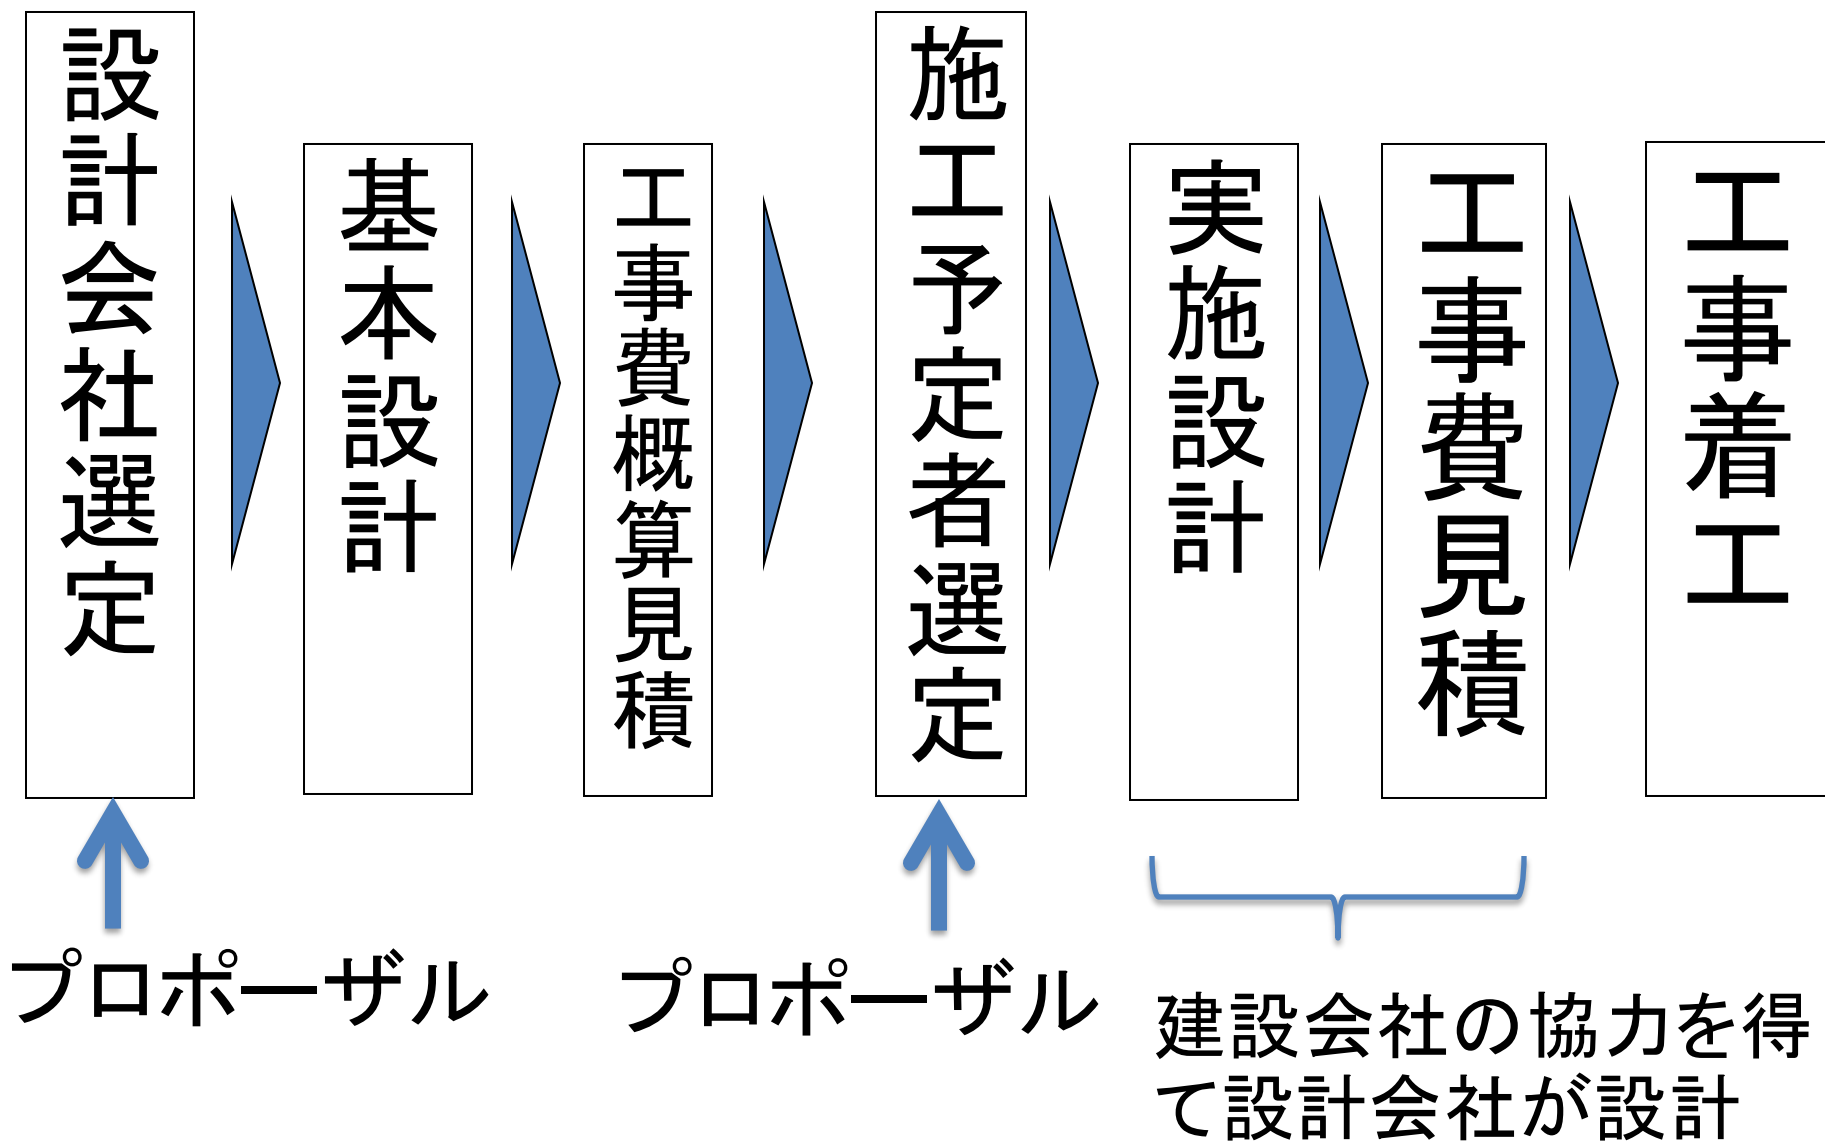 設計会社選定
基本設計
工事費概算見積
施工予定者選定
実施設計
工事費見積
工事着工
プロポーザル
プロポーザル
建設会社の協力を得
て設計会社が設計